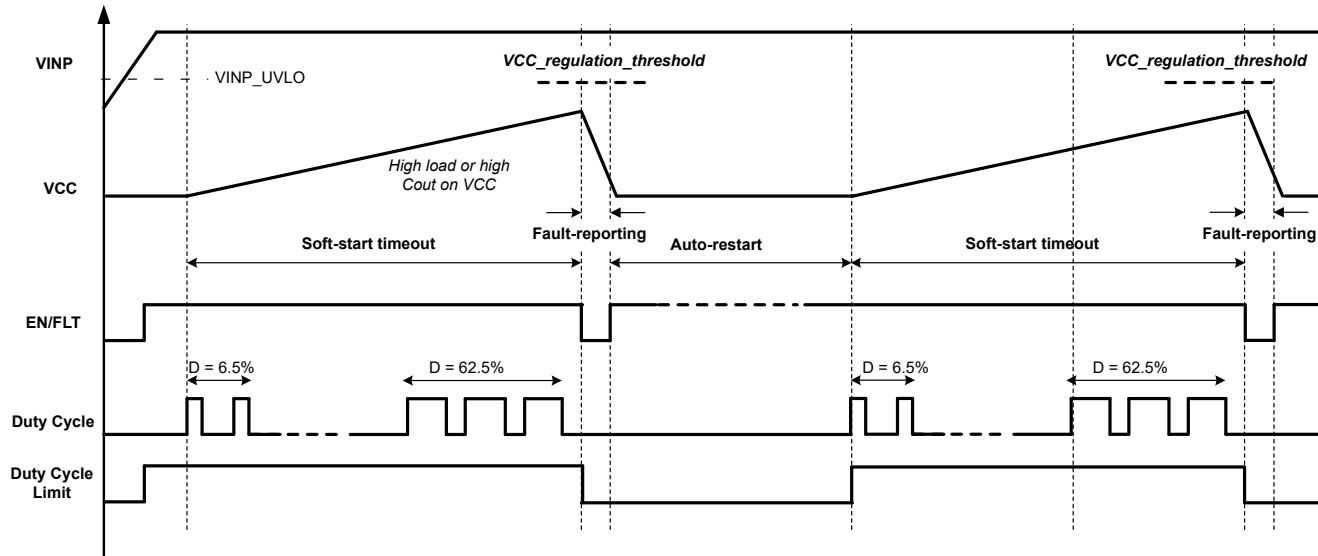 VINP
VINP_UVLO
VCC_regulation_threshold
VCC_regulation_threshold
VCC
High load or high
Cout on VCC
Soft-start timeout
Fault-reporting
Auto-restart
Soft-start timeout
Fault-reporting
EN/FLT
D = 6.5%
D = 62.5%
D = 6.5%
D = 62.5%
Duty Cycle
Duty Cycle
Limit